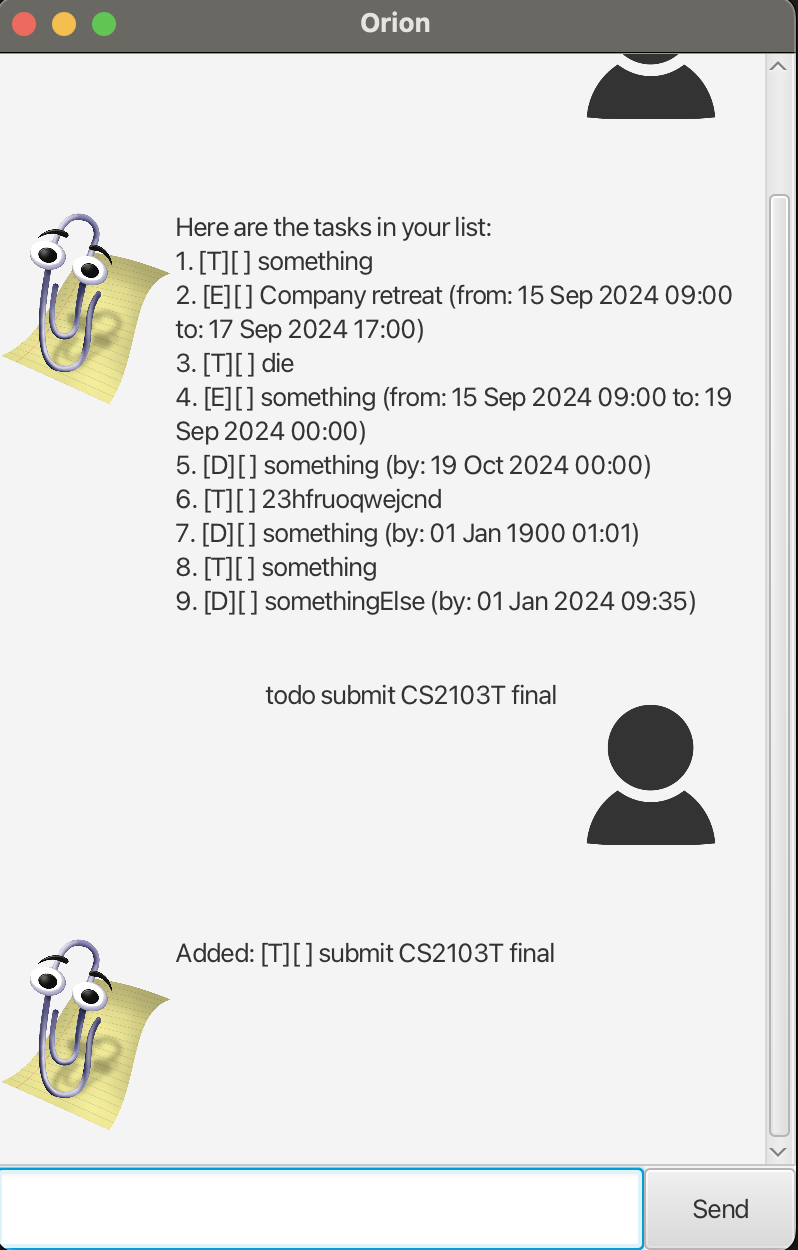 Orion
Here are the tasks in your list:
1. [T][ ] something
2. [E][ ] Company retreat (from: 15 Sep 2024 09:00
to: 17 Sep 2024 17:00)
3. [T][ ] die
4. [E][ ] something (from: 15 Sep 2024 09:00 to: 19
Sep 2024 00:00)
5. [D][ ] something (by: 19 Oct 2024 00:00)
6. [T][ ] 23hfruoqwejcnd
7. [D][ ] something (by: 01 Jan 1900 01:01)
8. [T][ ] something
9. [D][ ] somethingElse (by: 01 Jan 2024 09:35)
todo submit CS2103T final
Added: [T][ ] submit CS2103T final
Send